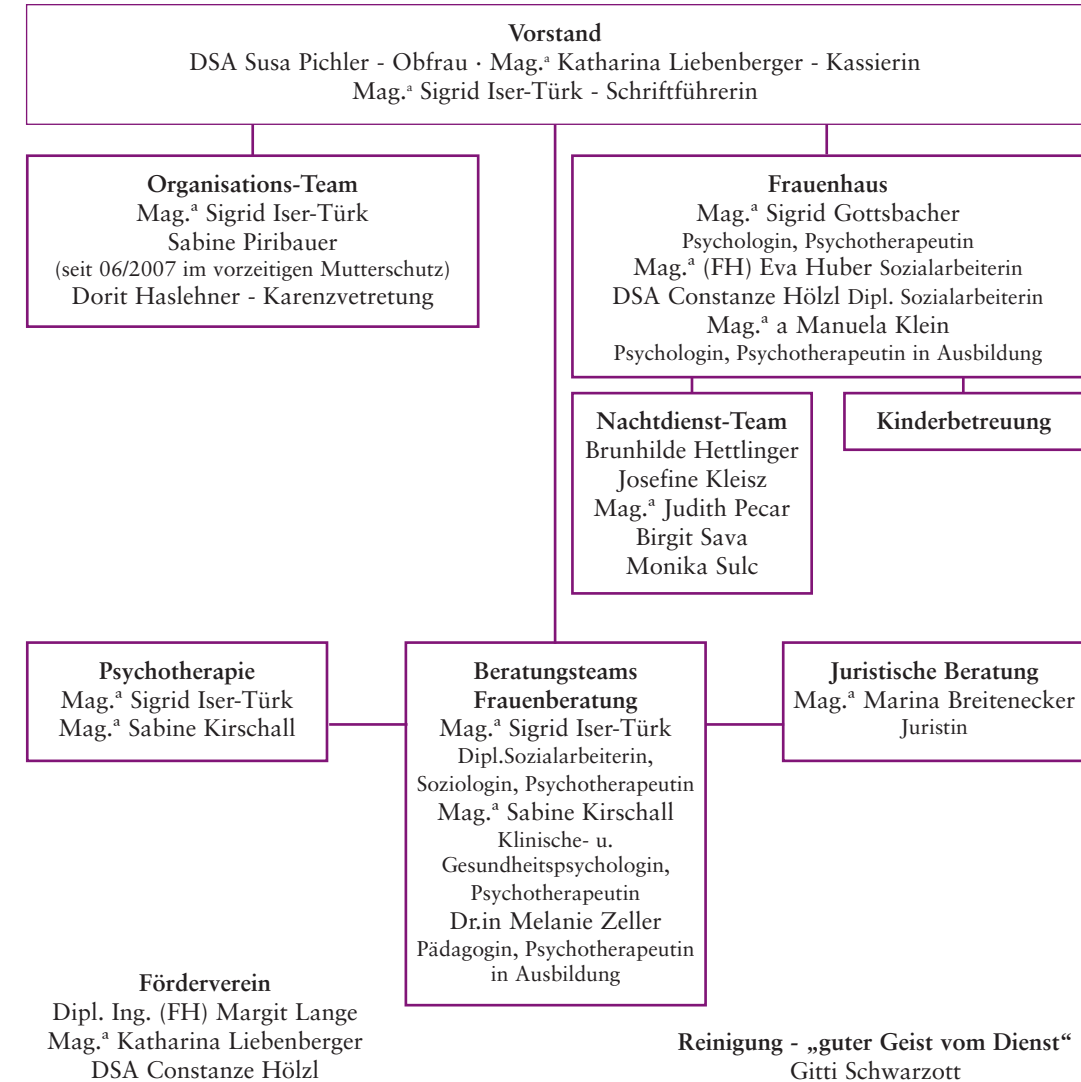 Vorstand
DSA Susa Pichler - Obfrau · Mag.ª Katharina Liebenberger - Kassierin
Mag.ª Sigrid Iser-Türk - Schriftführerin
Organisations-Team
Mag.ª Sigrid Iser-Türk
Sabine Piribauer
(seit 06/2007 im vorzeitigen Mutterschutz)
Dorit Haslehner - Karenzvetretung
Frauenhaus
Mag.ª Sigrid Gottsbacher
Psychologin, Psychotherapeutin
Mag.ª (FH) Eva Huber Sozialarbeiterin
DSA Constanze Hölzl Dipl. Sozialarbeiterin
Mag.ª a Manuela Klein
Psychologin, Psychotherapeutin in Ausbildung
Nachtdienst-Team
Brunhilde Hettlinger
Josefine Kleisz
Mag.ª Judith Pecar
Birgit Sava
Monika Sulc
Kinderbetreuung
Psychotherapie
Mag.ª Sigrid Iser-Türk
Mag.ª Sabine Kirschall
Beratungsteams
Frauenberatung
Mag.ª Sigrid Iser-Türk
Dipl.Sozialarbeiterin,
Soziologin, Psychotherapeutin
Mag.ª Sabine Kirschall
Klinische- u.
Gesundheitspsychologin,
Psychotherapeutin
Dr.in Melanie Zeller
Pädagogin, Psychotherapeutin
in Ausbildung
Juristische Beratung
Mag.ª Marina Breitenecker
Juristin
Förderverein
Dipl. Ing. (FH) Margit Lange
Mag.ª Katharina Liebenberger
DSA Constanze Hölzl
Reinigung - „guter Geist vom Dienst“
Gitti Schwarzott